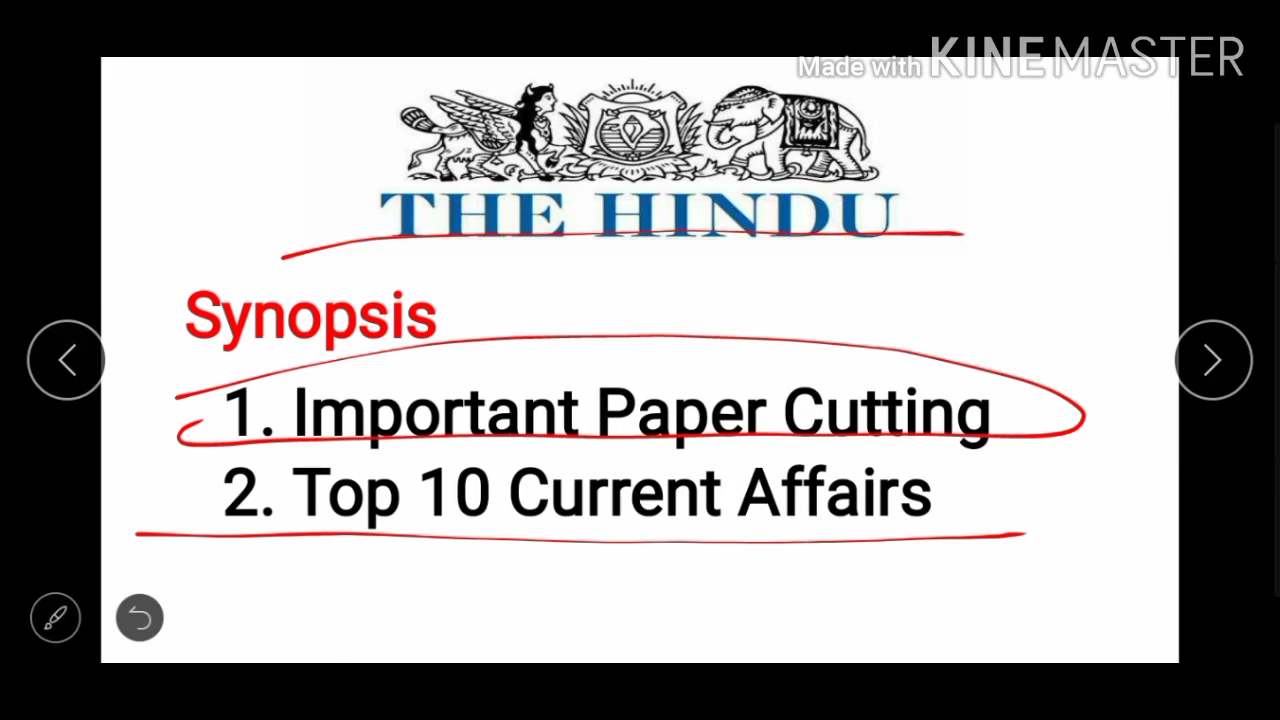 Made with KINEMASTER
THE HINDU
Synopsis
1. Important Paper Cutting
2. Top 10 Current Affairs